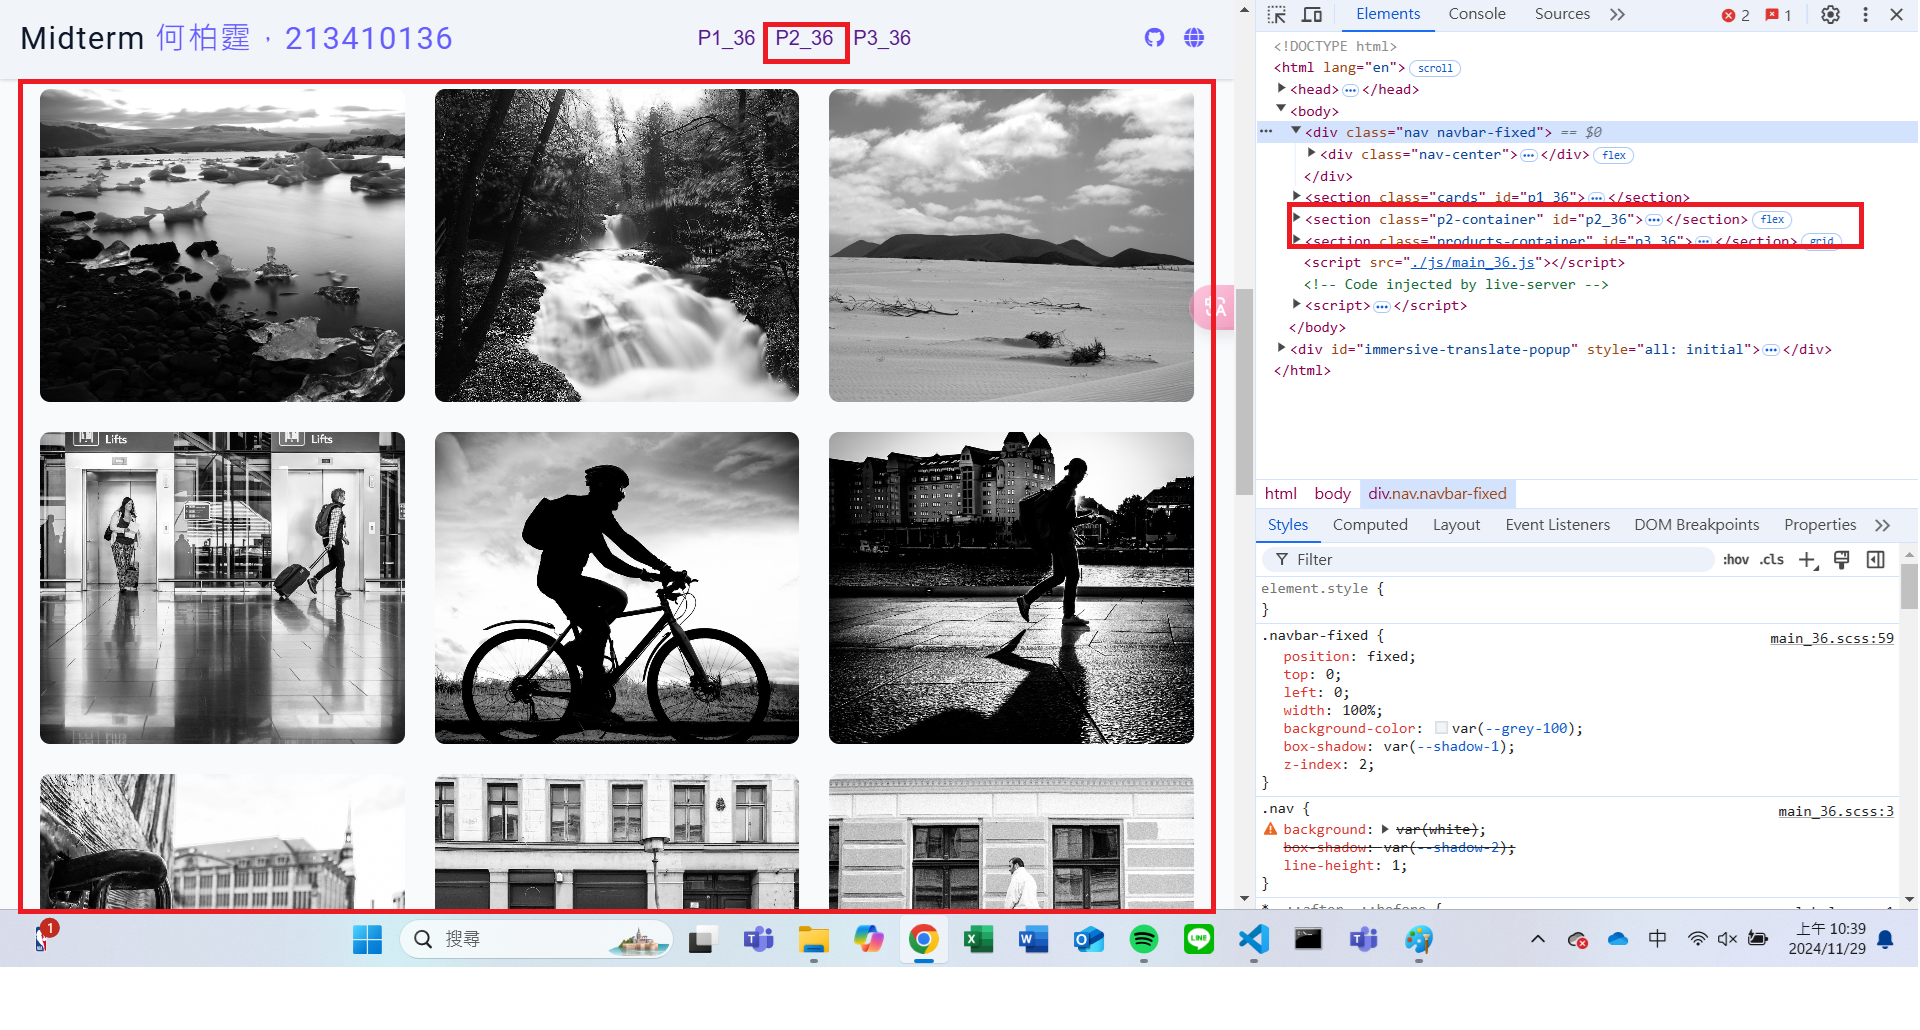 Midterm 何柏霆，213410136
P1_36 P2_36 P3_36
Lifts
Lifts
Elements Console Sources 2 1
<!DOCTYPE html>
<html lang="en"> scroll
<head> ••• </head>
<body>
••• <div class="nav navbar-fixed"> == $0
<div class="nav-center"> ••• </div> flex
</div>
<section class="cards" id="p1_36"> ••• </section>
<section class="p2-container" id="p2_36"> ••• </section> flex
<section class="products-container" id="p3_36"> ••• </section> grid
<script src="./js/main_36.js"></script>
<!-- Code injected by live-server -->
<script> ••• </script>
</body>
<div id="immersive-translate-popup" style="all: initial"> ••• </div>
</html>
html body div.nav.navbar-fixed
Styles Computed Layout Event Listeners DOM Breakpoints Properties
Filter :hov .cls
element.style {
}
.navbar-fixed { main_36.scss:59
position: fixed;
top: 0;
left: 0;
width: 100%;
background-color: var(--grey-100);
box-shadow: var(--shadow-1);
z-index: 2;
}
.nav { main_36.scss:3
background: var(white);
box-shadow: var(--shadow-2);
line-height: 1;
}
*, ::after, ::before {
1
搜尋
LINE
中
上午 10:39
2024/11/29